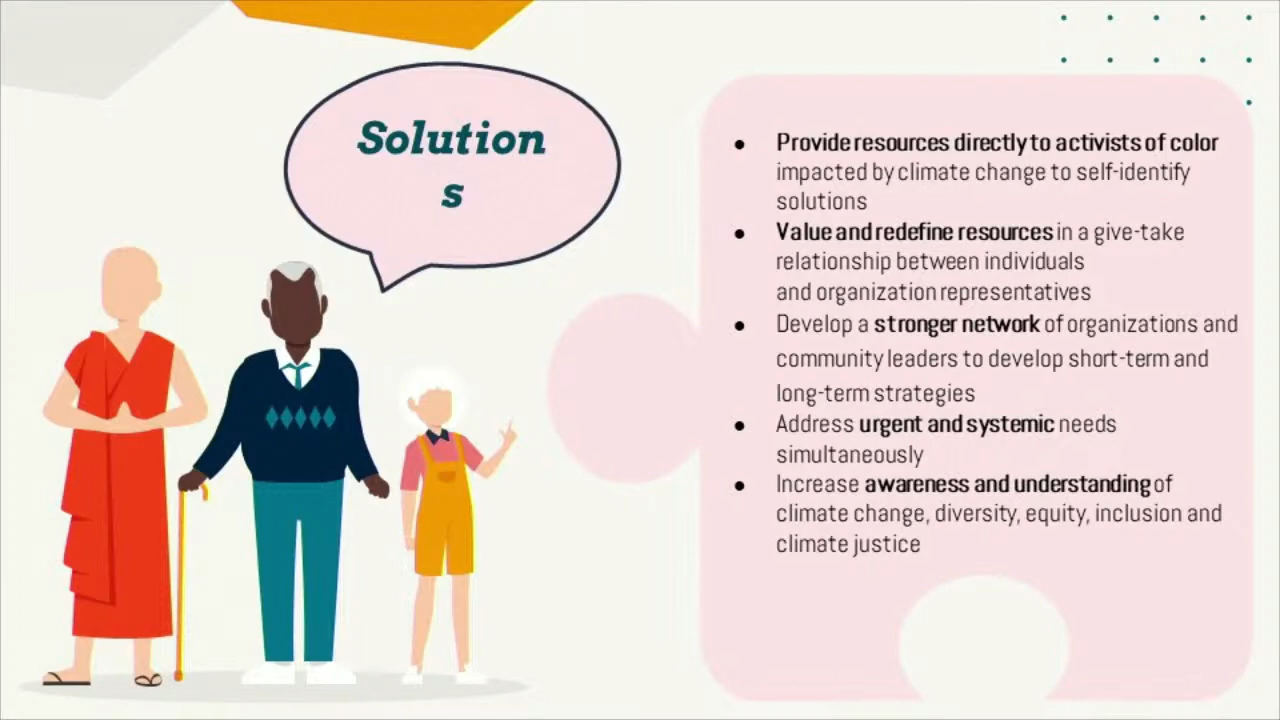 Solution
s
● Provide resources directly to activists of color
impacted by climate change to self-identify
solutions
● Value and redefine resources in a give-take
relationship between individuals
and organization representatives
● Develop a stronger network of organizations and
community leaders to develop short-term and
long-term strategies
● Address urgent and systemic needs
simultaneously
● Increase awareness and understanding of
climate change, diversity, equity, inclusion and
climate justice